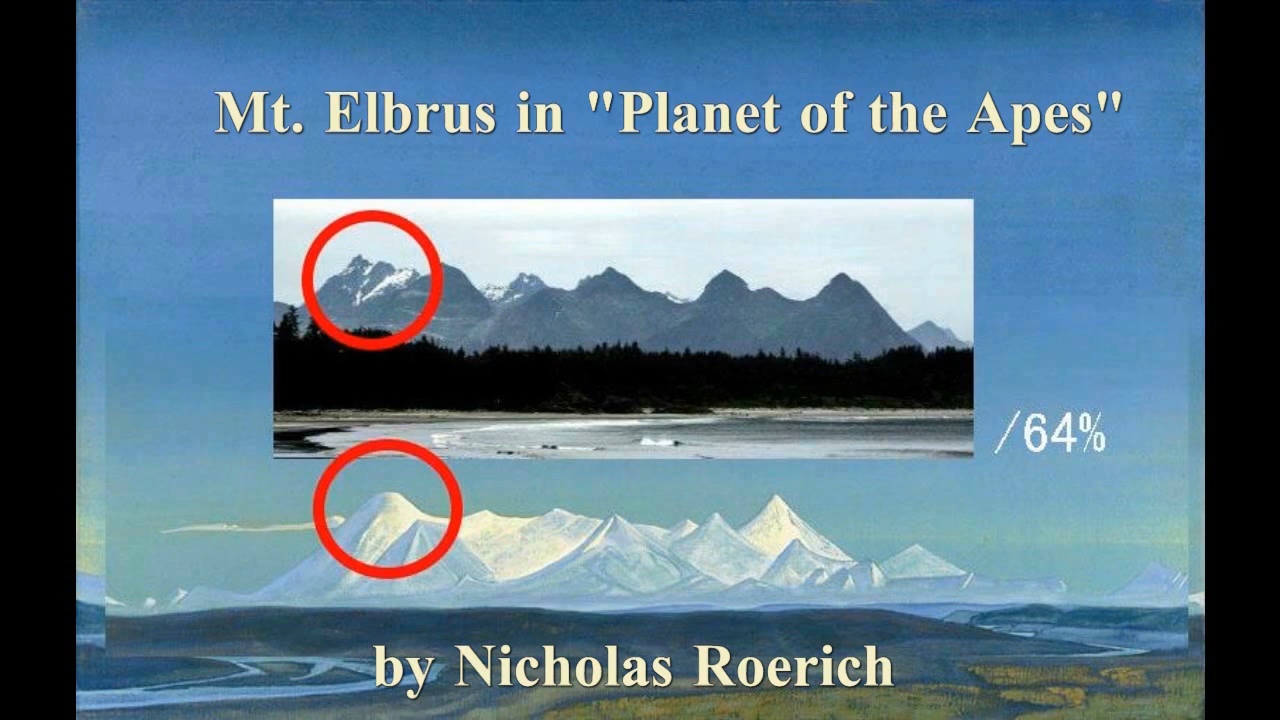 Mt. Elbrus in "Planet of the Apes"
/64%
by Nicholas Roerich